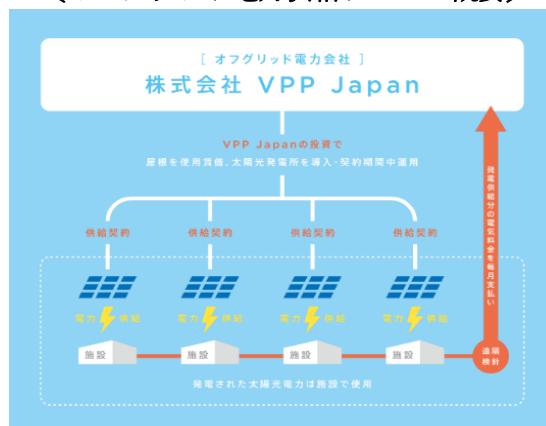 [ オフグリッド電力会社 ]
株式会社 VPP Japan
VPP Japanの投資で
屋根を使用賃借、太陽光発電所を導入・契約期間中運用
発電供給分の電気料金を毎月支払い
供給契約 供給契約 供給契約 供給契約
電力 供給 電力 供給 電力 供給 電力 供給
施設 施設 施設 施設
遠隔
検針
発電された太陽光電力は施設で使用